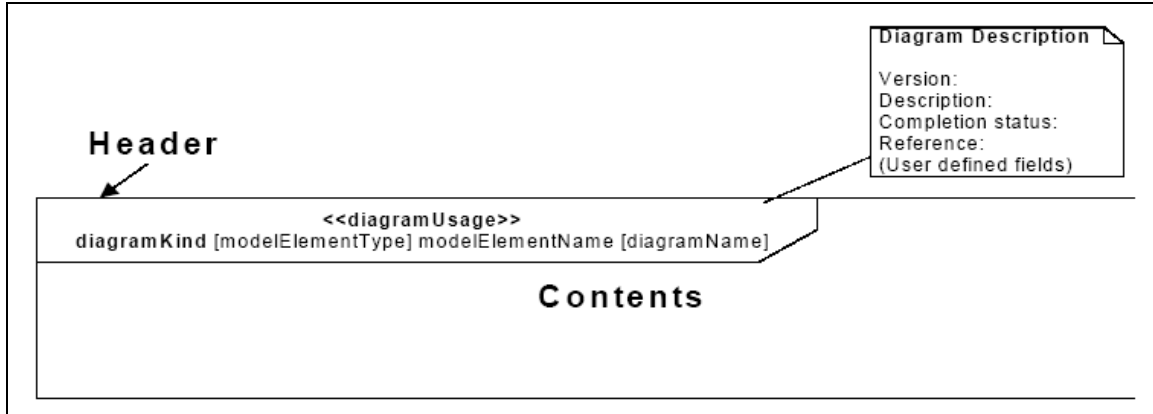 Diagram Description
Version:
Description:
Completion status:
Reference:
(User defined fields)
Header
<<diagramUsage>>
diagramKind [modelElementType] modelElementName [diagramName]
Contents